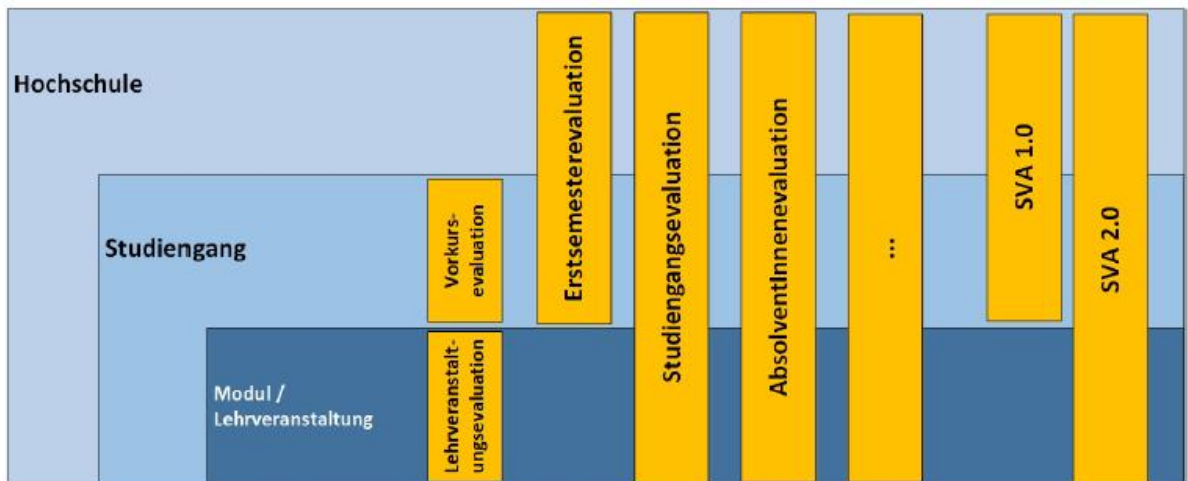 Hochschule
Studiengang
Modul /
Lehrveranstaltung
Vorkurs-
evaluation
Lehrveranstalt-
ungsevaluation
Erstsemesterevaluation
Studiengangsevaluation
AbsolventInnenevaluation
...
SVA 1.0
SVA 2.0